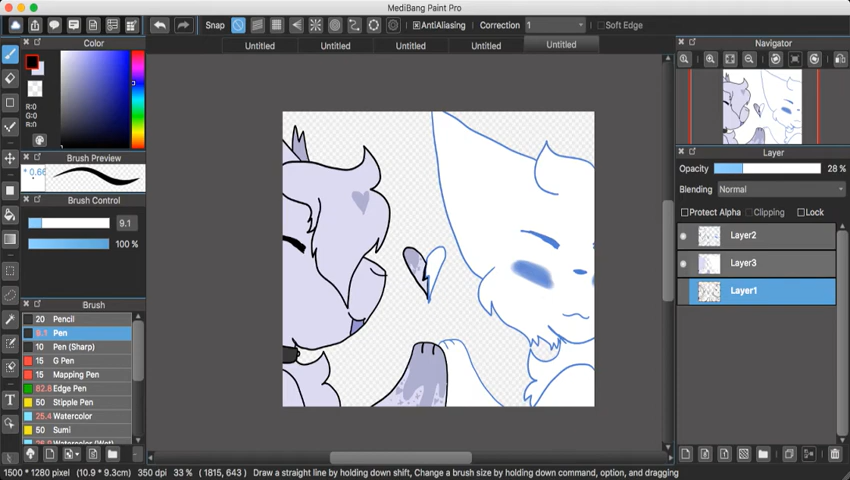 MediBang Paint Pro
Snap AntiAliasing Correction 1 Soft Edge
Untitled Untitled Untitled Untitled Untitled
Color
R:0
G:0
B:0
Brush Preview
* 0.66
Brush Control
9.1
100 %
Brush
20 Pencil
9.1 Pen
10 Pen (Sharp)
15 G Pen
15 Mapping Pen
82.8 Edge Pen
50 Stipple Pen
25.4 Watercolor
Watercolor (Wet)
50 Sumi
Navigator
Layer
Opacity 28 %
Blending Normal
Protect Alpha Clipping Lock
Layer2
Layer3
Layer1
1500 * 1280 pixel (10.9 * 9.3cm) 350 dpi 33 % (1815, 643) Draw a straight line by holding down shift, Change a brush size by holding down command, option, and dragging